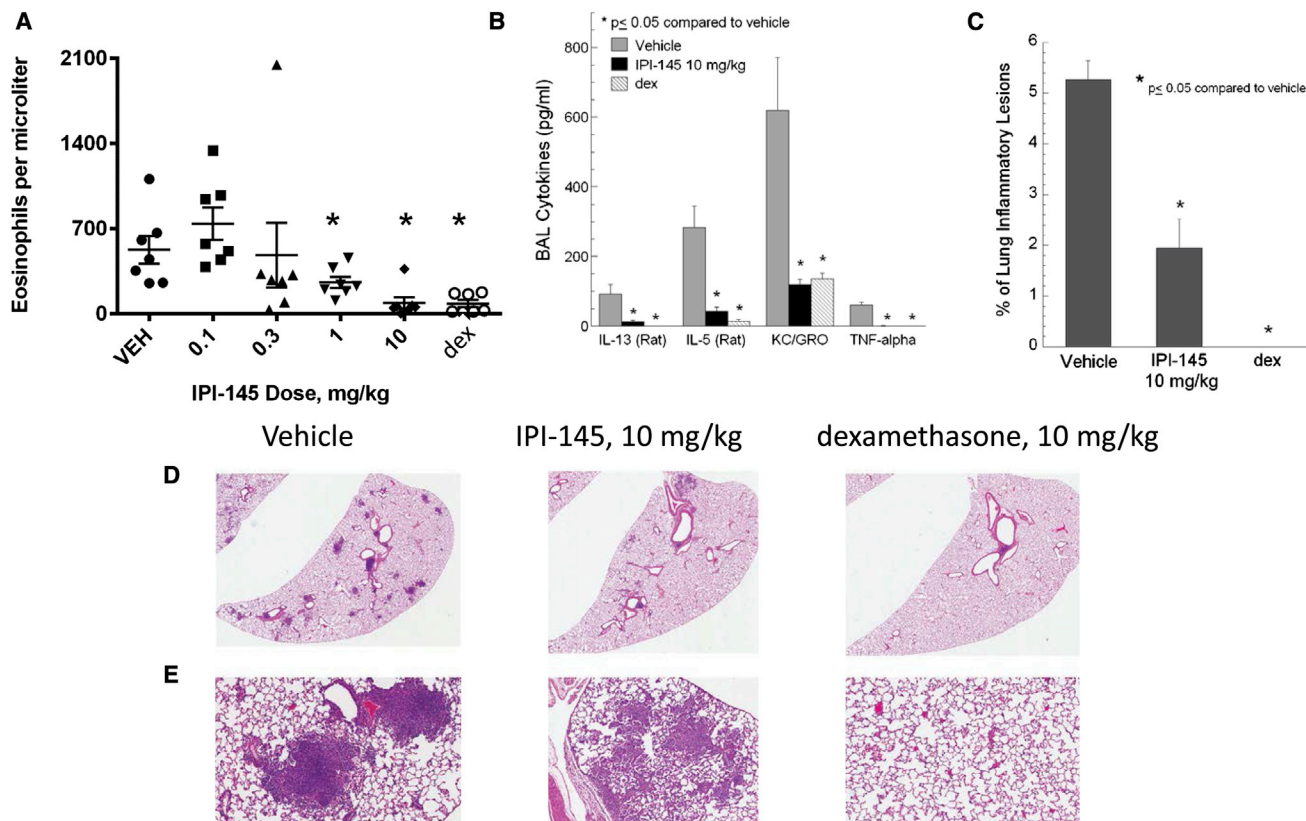 A
Eosinophils per microliter
2100
1400
700
0
VEH
0.1
0.3
1
10
dex
* * *
IPI-145 Dose, mg/kg
B
BAL Cytokines (pg/ml)
* p≤ 0.05 compared to vehicle
Vehicle
IPI-145 10 mg/kg
dex
800
600
400
200
0
* * * * * * * *
IL-13 (Rat) IL-5 (Rat) KC/GRO TNF-alpha
C
% of Lung Inflammatory Lesions
* p≤ 0.05 compared to vehicle
6
5
4
3
2
1
0
* *
Vehicle IPI-145 dex
10 mg/kg
Vehicle IPI-145, 10 mg/kg dexamethasone, 10 mg/kg
D
E